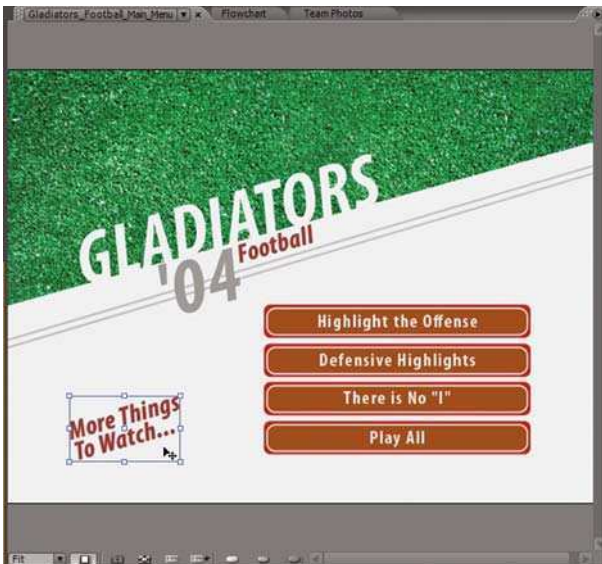 Gladiators_Football_Main_Menu
Flowchart
Team Photos
GLADIATORS
Football
'04
Highlight the Offense
Defensive Highlights
There is No "I"
Play All
More Things
To Watch...
Fit